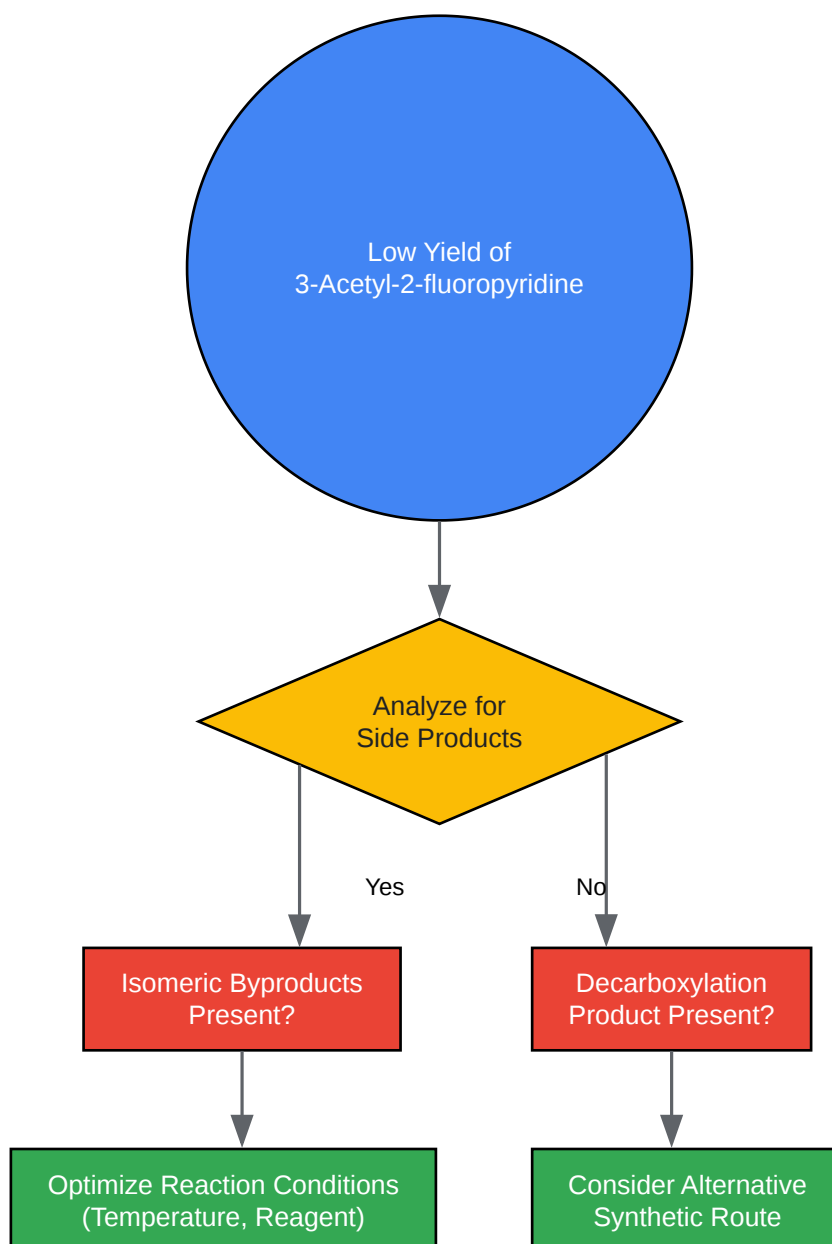 Low Yield of
3-Acetyl-2-fluoropyridine
Analyze for
Side Products
Yes
No
Isomeric Byproducts
Present?
Decarboxylation
Product Present?
Optimize Reaction Conditions
(Temperature, Reagent)
Consider Alternative
Synthetic Route